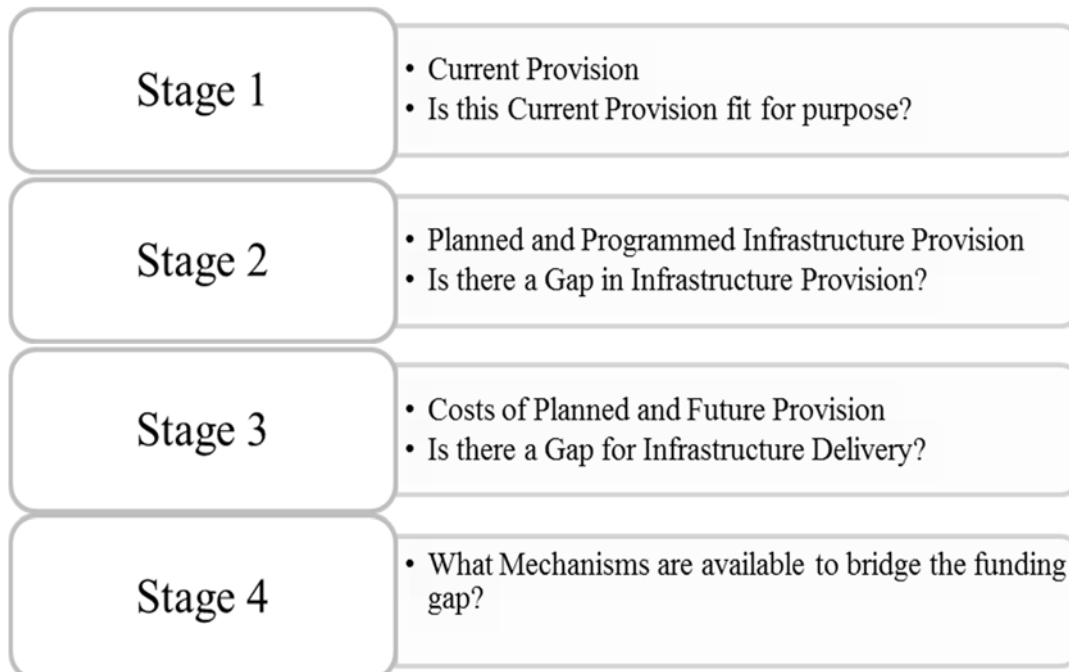 Stage 1
• Current Provision
• Is this Current Provision fit for purpose?
Stage 2
• Planned and Programmed Infrastructure Provision
• Is there a Gap in Infrastructure Provision?
Stage 3
• Costs of Planned and Future Provision
• Is there a Gap for Infrastructure Delivery?
Stage 4
• What Mechanisms are available to bridge the funding
gap?